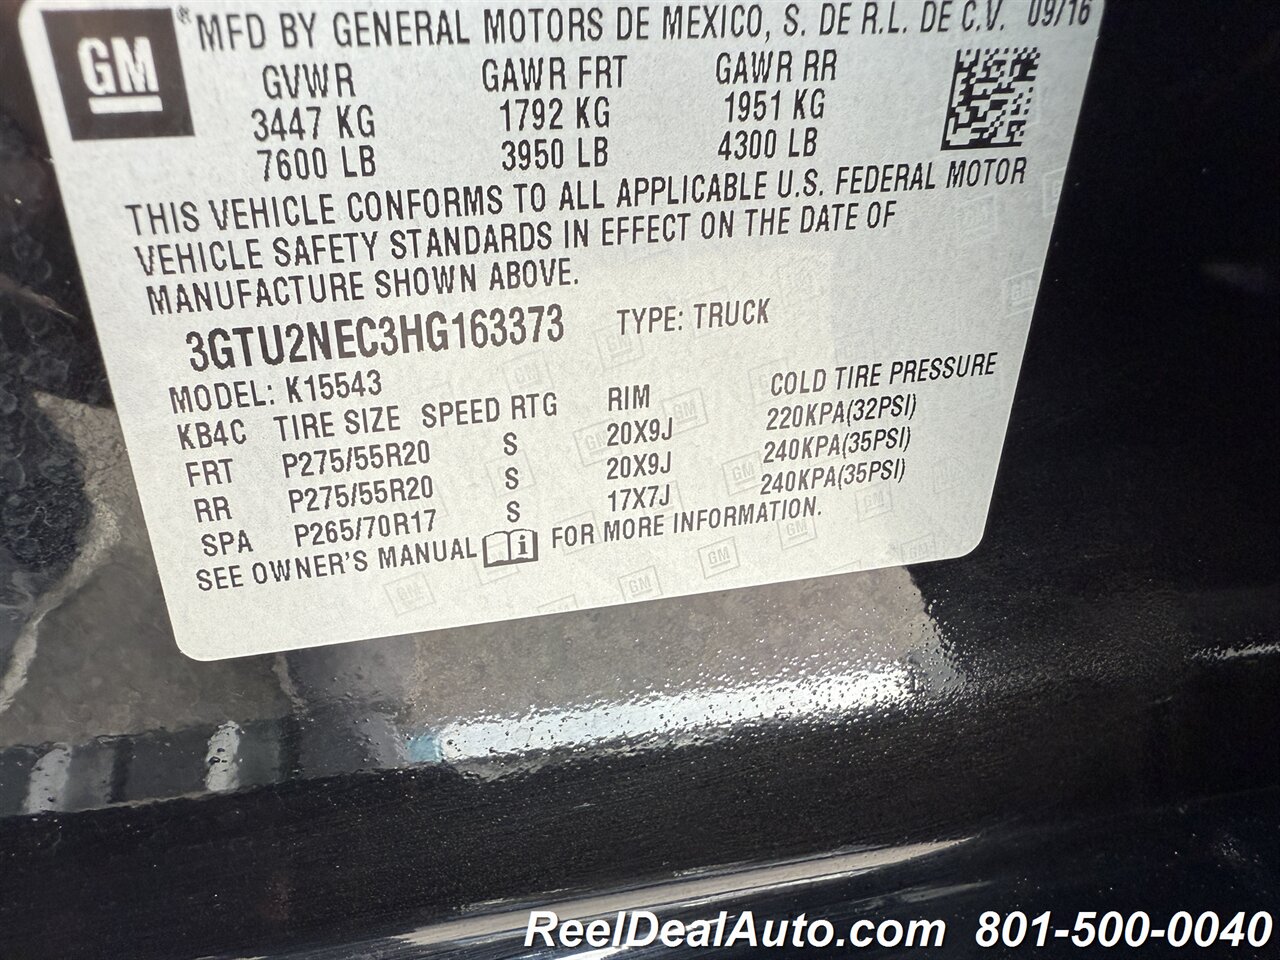 GM
® MFD BY GENERAL MOTORS DE MEXICO, S. DE R.L. DE C.V. 09/16
GVWR GAWR FRT GAWR RR
3447 KG 1792 KG 1951 KG
7600 LB 3950 LB 4300 LB
THIS VEHICLE CONFORMS TO ALL APPLICABLE U.S. FEDERAL MOTOR
VEHICLE SAFETY STANDARDS IN EFFECT ON THE DATE OF
MANUFACTURE SHOWN ABOVE.
3GTU2NEC3HG163373 TYPE: TRUCK
MODEL: K15543
KB4C TIRE SIZE SPEED RTG RIM COLD TIRE PRESSURE
FRT P275/55R20 S 20X9J 220KPA(32PSI)
RR P275/55R20 S 20X9J 240KPA(35PSI)
SPA P265/70R17 S 17X7J 240KPA(35PSI)
SEE OWNER'S MANUAL i FOR MORE INFORMATION.
ReelDealAuto.com 801-500-0040